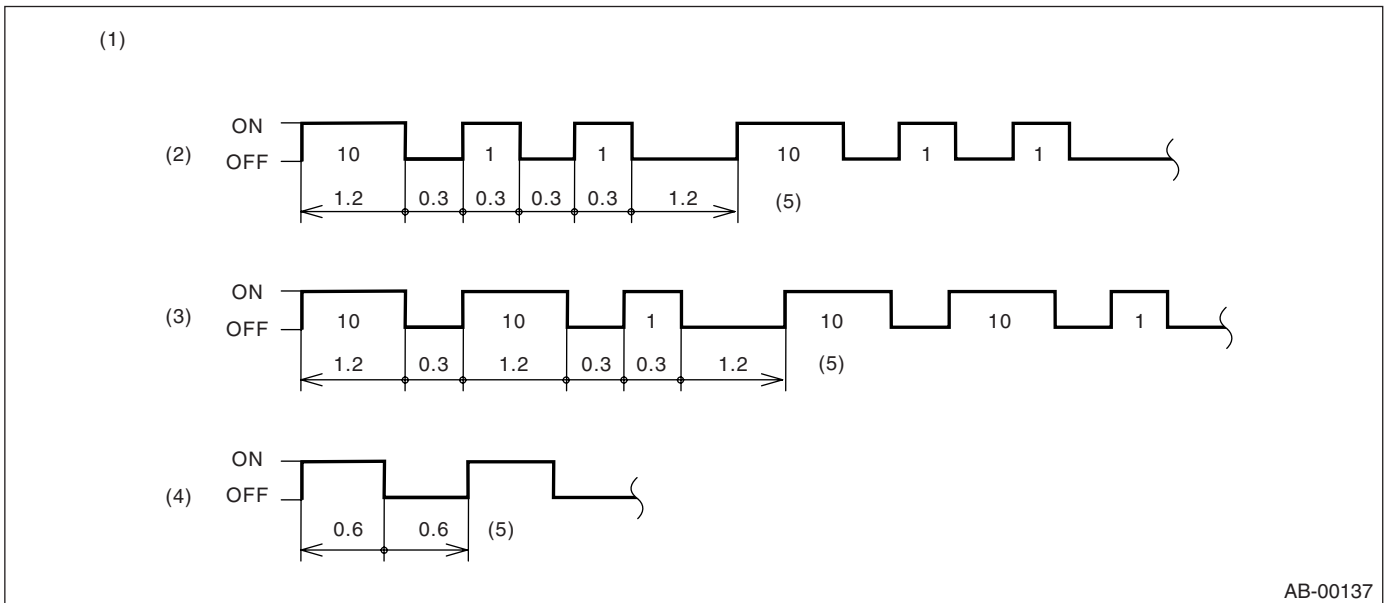 (1)
ON
(2) OFF 10 1 1 10 1 1
1.2 0.3 0.3 0.3 0.3 1.2 (5)
ON
(3) OFF 10 10 1 10 10 1
1.2 0.3 1.2 0.3 0.3 1.2 (5)
ON
(4) OFF
0.6 0.6 (5)
AB-00137